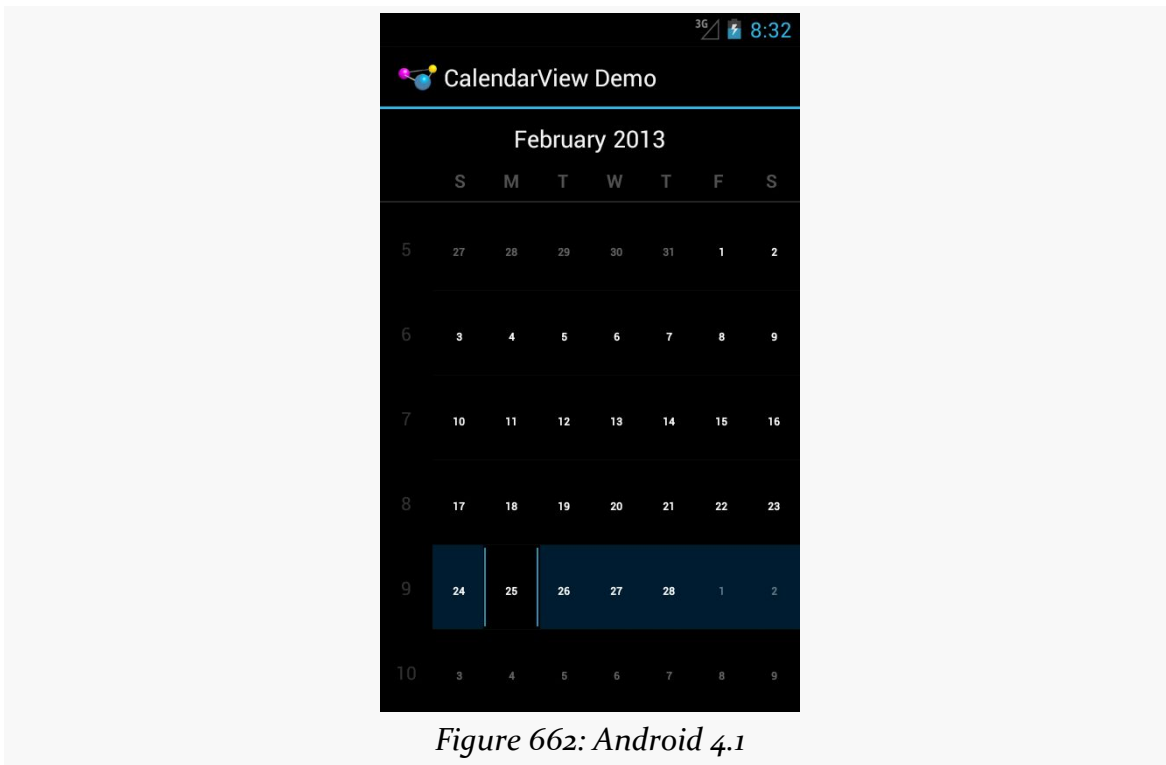 3G 8:32
CalendarView Demo
February 2013
S M T W T F S
5 27 28 29 30 31 1 2
6 3 4 5 6 7 8 9
7 10 11 12 13 14 15 16
8 17 18 19 20 21 22 23
9 24 25 26 27 28 1 2
10 3 4 5 6 7 8 9
Figure 662: Android 4.1